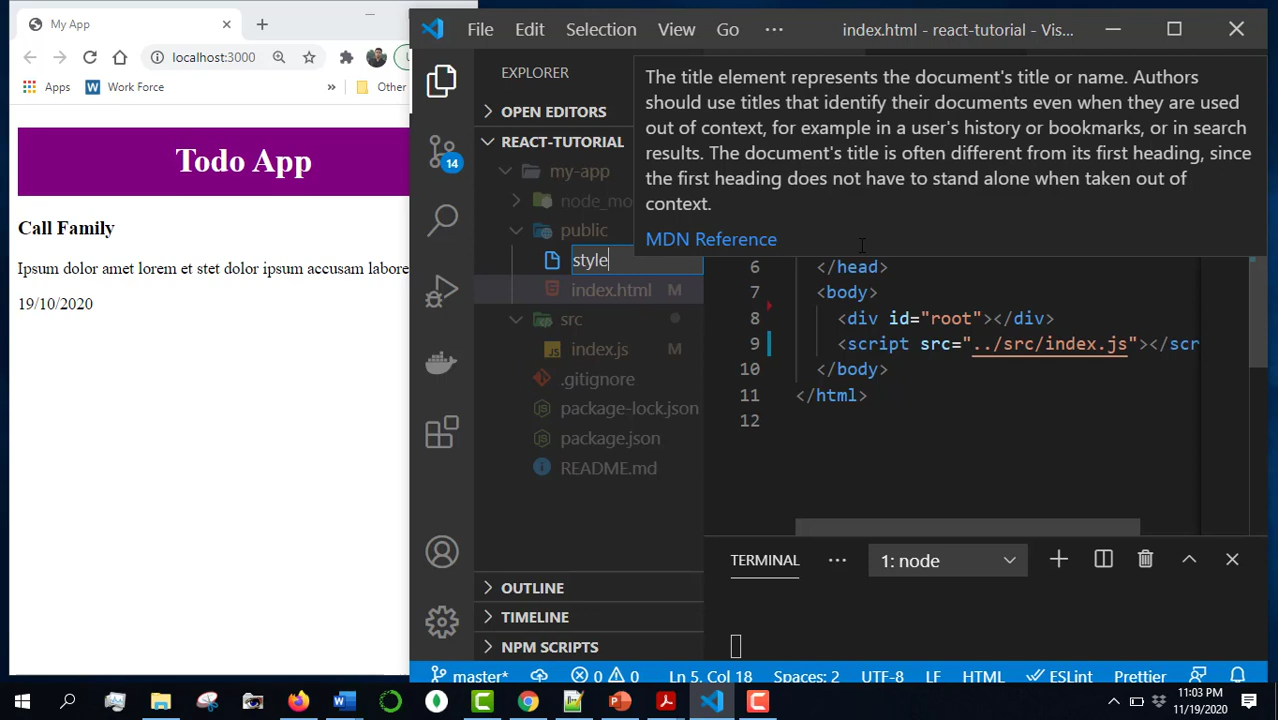 My App
localhost:3000
Apps
Work Force
»
Other
Todo App
Call Family
Ipsum dolor amet lorem et stet dolor ipsum accusam labore
19/10/2020
File Edit Selection View Go ···
index.html - react-tutorial - Vis...
EXPLORER
OPEN EDITORS
REACT-TUTORIAL
my-app
node_mo
public
style
index.html M
src
JS index.js M
.gitignore
package-lock.json
package.json
README.md
OUTLINE
TIMELINE
NPM SCRIPTS
14
The title element represents the document's title or name. Authors
should use titles that identify their documents even when they are used
out of context, for example in a user's history or bookmarks, or in search
results. The document's title is often different from its first heading, since
the first heading does not have to stand alone when taken out of
context.
MDN Reference
6 </head>
7 <body>
8 <div id="root"></div>
9 <script src="../src/index.js"></scr
10 </body>
11 </html>
12
TERMINAL ··· 1: node
master* 0 0 Ln 5, Col 18 Spaces: 2 UTF-8 LF HTML ESLint Prettier
11:03 PM
11/19/2020